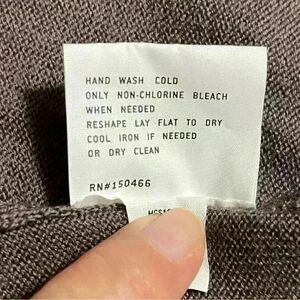 HAND WASH COLD
ONLY NON-CHLORINE BLEACH
WHEN NEEDED
RESHAPE LAY FLAT TO DRY
COOL IRON IF NEEDED
OR DRY CLEAN
RN#150466